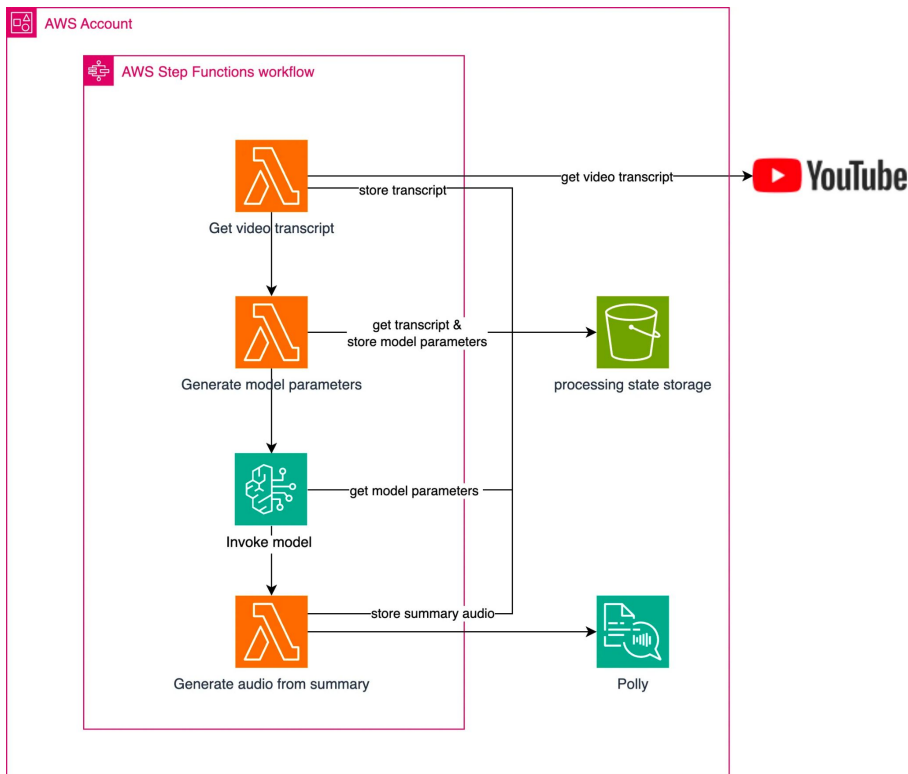 AWS Account
AWS Step Functions workflow
get video transcript
YouTube
store transcript
Get video transcript
get transcript &
store model parameters
Generate model parameters
processing state storage
get model parameters
Invoke model
store summary audio
Generate audio from summary
Polly